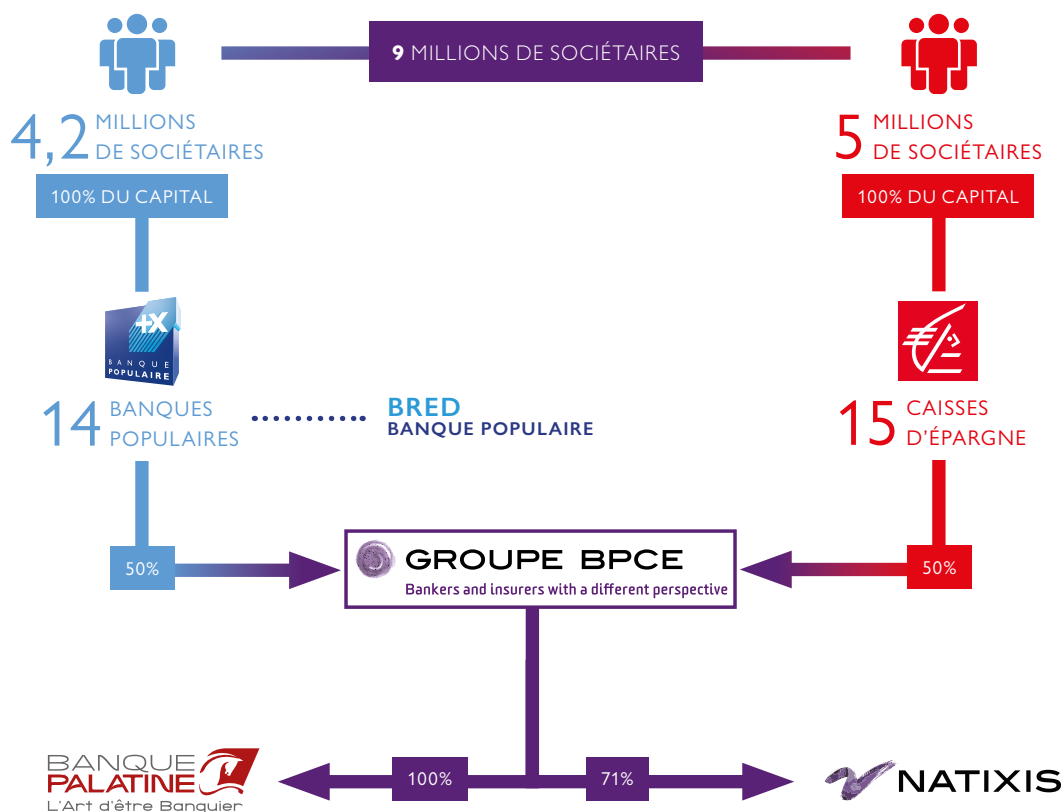 9 MILLIONS DE SOCIÉTAIRES
4,2 MILLIONS
DE SOCIÉTAIRES
5 MILLIONS
DE SOCIÉTAIRES
100% DU CAPITAL
100% DU CAPITAL
+X
BANQUE
POPULAIRE
14 BANQUES
POPULAIRES
BRED
BANQUE POPULAIRE
15 CAISSES
D'ÉPARGNE
50%
GROUPE BPCE
Bankers and insurers with a different perspective
50%
BANQUE
PALATINE
L'Art d'être Banquier
100%
71%
NATIXIS